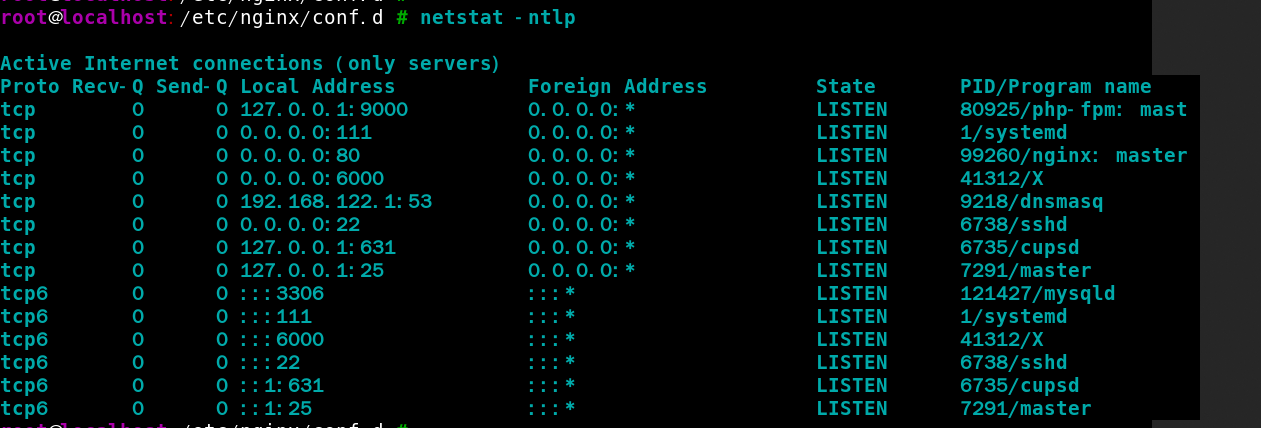 root@localhost:/etc/nginx/conf.d #
root@localhost:/etc/nginx/conf.d # netstat -ntlp
Active Internet connections (only servers)
Proto Recv-Q Send-Q Local Address           Foreign Address         State       PID/Program name
tcp        0      0 127.0.0.1:9000          0.0.0.0:*               LISTEN      80925/php-fpm: mast
tcp        0      0 0.0.0.0:111             0.0.0.0:*               LISTEN      1/systemd
tcp        0      0 0.0.0.0:80              0.0.0.0:*               LISTEN      99260/nginx: master
tcp        0      0 0.0.0.0:6000            0.0.0.0:*               LISTEN      41312/X
tcp        0      0 192.168.122.1:53        0.0.0.0:*               LISTEN      9218/dnsmasq
tcp        0      0 0.0.0.0:22              0.0.0.0:*               LISTEN      6738/sshd
tcp        0      0 127.0.0.1:631           0.0.0.0:*               LISTEN      6735/cupsd
tcp        0      0 127.0.0.1:25            0.0.0.0:*               LISTEN      7291/master
tcp6       0      0 :::3306                 :::*                    LISTEN      121427/mysqld
tcp6       0      0 :::111                  :::*                    LISTEN      1/systemd
tcp6       0      0 :::6000                 :::*                    LISTEN      41312/X
tcp6       0      0 :::22                   :::*                    LISTEN      6738/sshd
tcp6       0      0 ::1:631                 :::*                    LISTEN      6735/cupsd
tcp6       0      0 ::1:25                  :::*                    LISTEN      7291/master
root@localhost:/etc/nginx/conf.d #